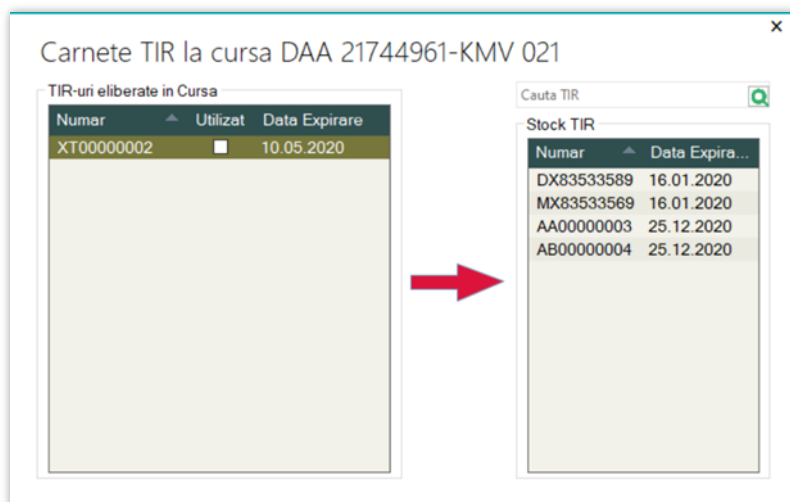 ×
Carnete TIR la cursa DAA 21744961-KMV 021
TIR-uri eliberate in Cursa
Numar Utilizat Data Expirare
XT00000002 10.05.2020
Cauta TIR
Stock TIR
Numar Data Expira...
DX83533589 16.01.2020
MX83533569 16.01.2020
AA00000003 25.12.2020
AB00000004 25.12.2020